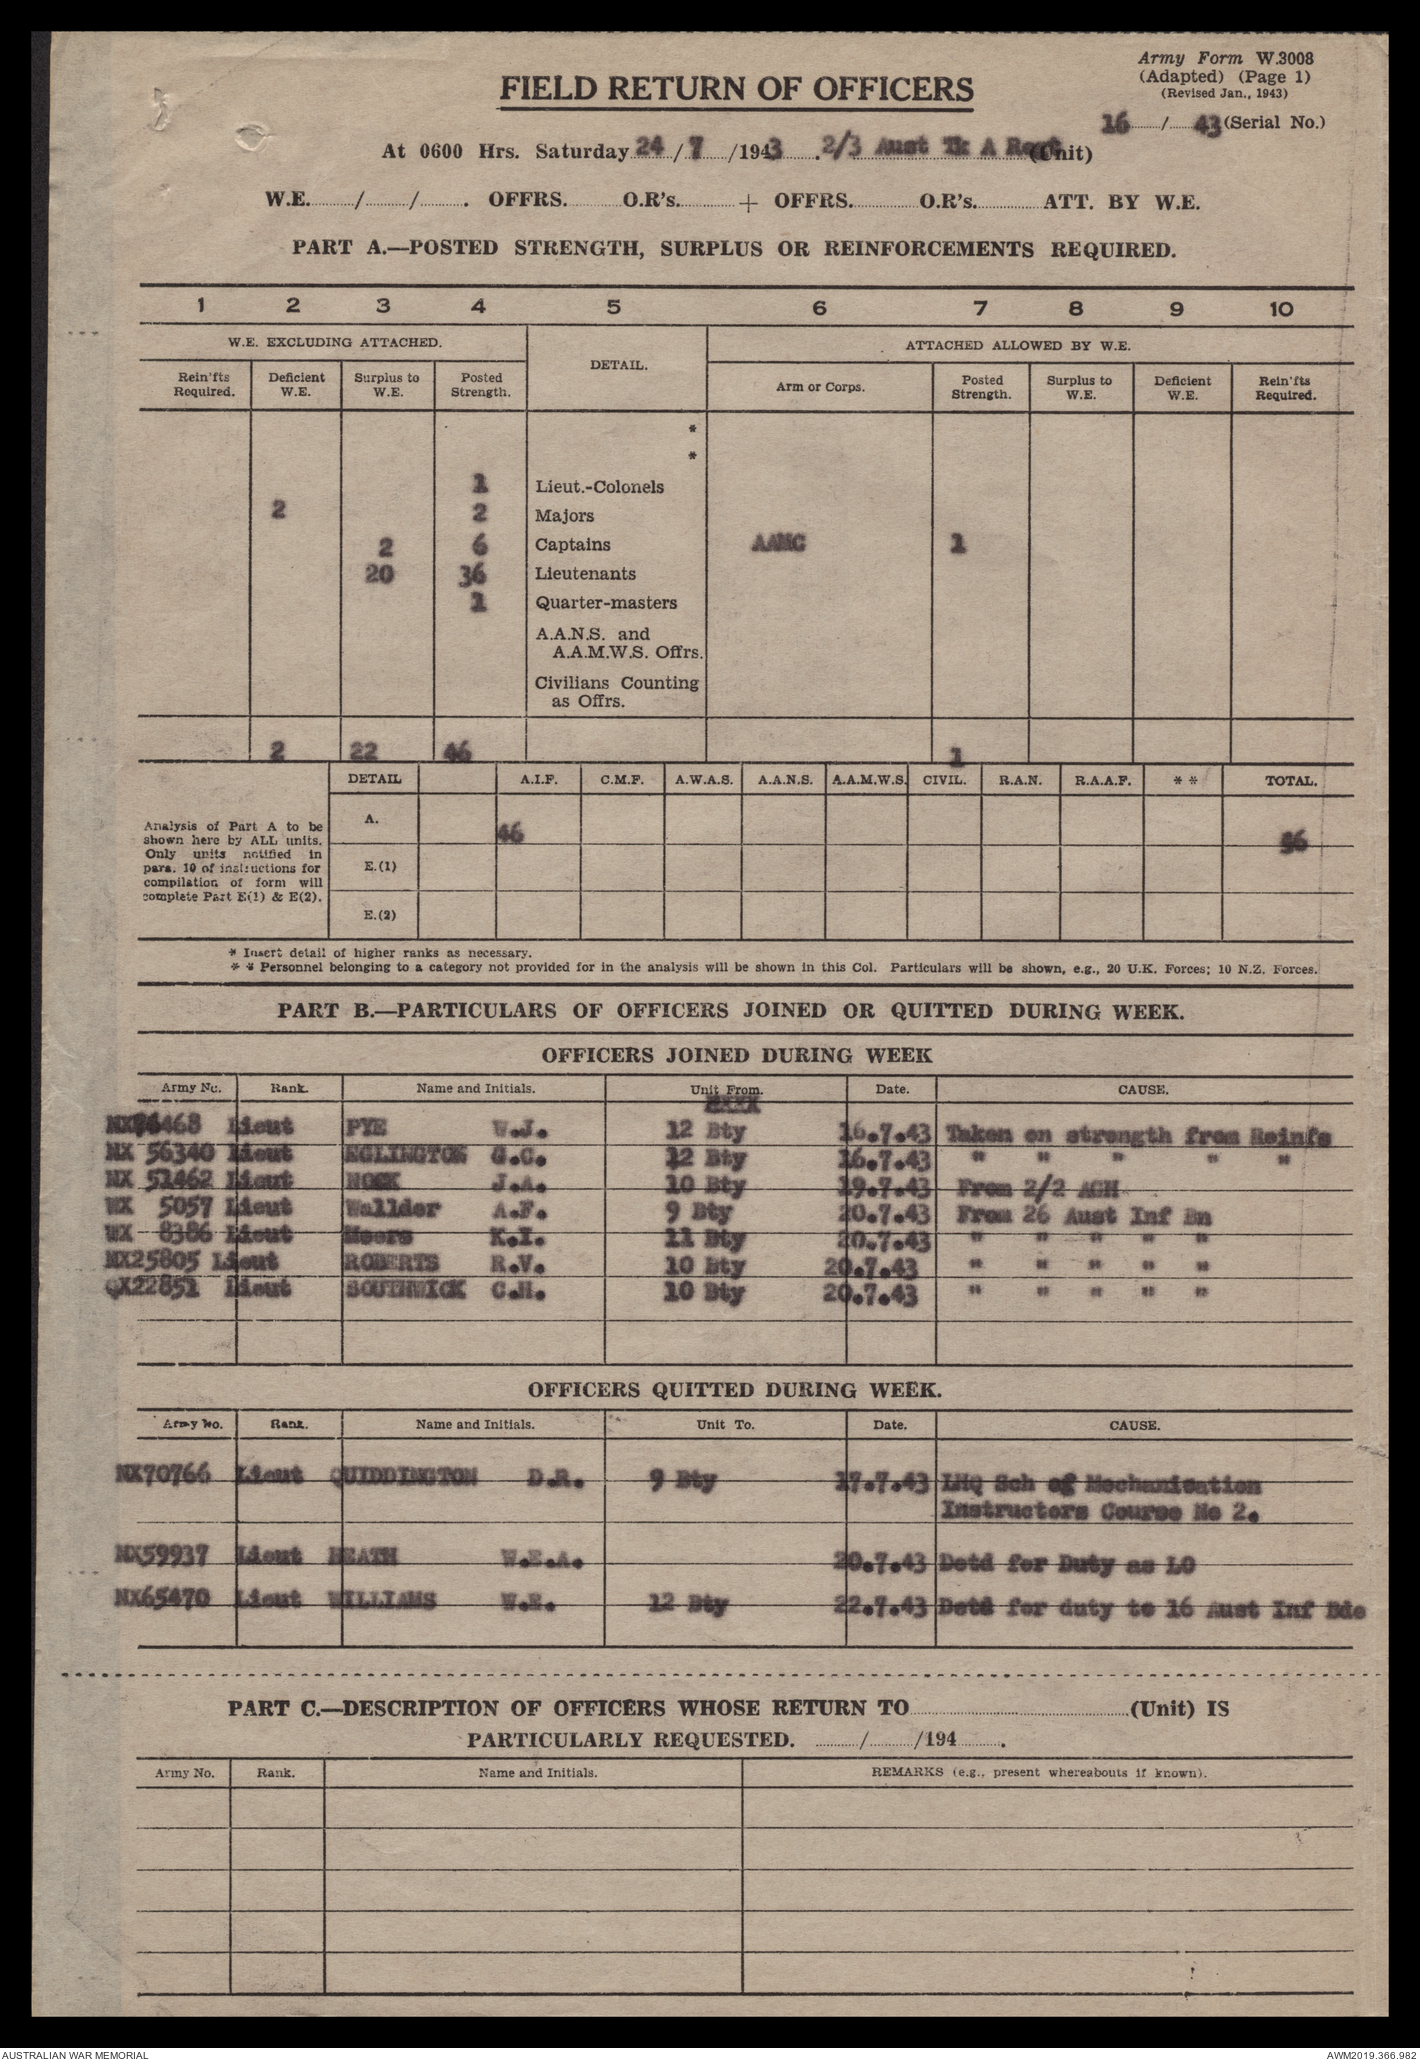 Army Form W.3008
(Adapted) (Page 1)
(Revised Jan., 1943)
FIELD RETURN OF OFFICERS
16 / 43 (Serial No.)
At 0600 Hrs. Saturday 24 / 7 /1943. 2/3 Aust Tk A Regt (Unit)
W.E. / / . OFFRS. O.R's. + OFFRS. O.R's. ATT. BY W.E.
PART A.—POSTED STRENGTH, SURPLUS OR REINFORCEMENTS REQUIRED.
1 2 3 4 5 6 7 8 9 10
W.E. EXCLUDING ATTACHED. DETAIL. ATTACHED ALLOWED BY W.E.
Rein'fts Required. Deficient W.E. Surplus to W.E. Posted Strength. Arm or Corps. Posted Strength. Surplus to W.E. Deficient W.E. Rein'fts Required.
*
*
1 Lieut.-Colonels
2 2 Majors
2 6 Captains AAMC 1
20 36 Lieutenants
1 Quarter-masters
A.A.N.S. and
A.A.M.W.S. Offrs.
Civilians Counting
as Offrs.
2 22 46 1
DETAIL A.I.F. C.M.F. A.W.A.S. A.A.N.S. A.A.M.W.S. CIVIL. R.A.N. R.A.A.F. * * TOTAL.
Analysis of Part A to be
shown here by ALL units.
Only units notified in
para. 10 of instructions for
compilation of form will
complete Part E(1) & E(2).
A. 46 46
E.(1)
E.(2)
* Insert detail of higher ranks as necessary.
* * Personnel belonging to a category not provided for in the analysis will be shown in this Col. Particulars will be shown, e.g., 20 U.K. Forces; 10 N.Z. Forces.
PART B.—PARTICULARS OF OFFICERS JOINED OR QUITTED DURING WEEK.
OFFICERS JOINED DURING WEEK
Army No. Rank. Name and Initials. Unit From. Date. CAUSE.
Lieut PYE W.J. 12 Bty 16.7.43 Taken on strength from Reinfs
NX 56340 Lieut EGLINGTON G.C. 12 Bty 16.7.43 " " " " "
NX 51462 Lieut HOCK J.A. 10 Bty 19.7.43 From 2/2 AGH
WX 5057 Lieut Wallder A.F. 9 Bty 20.7.43 From 26 Aust Inf Bn
WX 8386 Lieut Meers K.I. 11 Bty 20.7.43 " " " " "
NX25805 Lieut ROBERTS R.V. 10 Bty 20.7.43 " " " " "
QX22851 Lieut SOUTHWICK C.H. 10 Bty 20.7.43 " " " " "
OFFICERS QUITTED DURING WEEK.
Army No. Rank. Name and Initials. Unit To. Date. CAUSE.
NX70766 Lieut QUIDDINGTON D.R. 9 Bty 17.7.43 LHQ Sch of Mechanisation
Instructors Course No 2.
NX59937 Lieut HEATH W.E.A. 20.7.43 Detd for Duty as LO
NX65470 Lieut WILLIAMS W.E. 12 Bty 22.7.43 Detd for duty to 16 Aust Inf Bde
PART C.—DESCRIPTION OF OFFICERS WHOSE RETURN TO (Unit) IS
PARTICULARLY REQUESTED. / /194 .
Army No. Rank. Name and Initials. REMARKS (e.g., present whereabouts if known).
AUSTRALIAN WAR MEMORIAL AWM2019.366.982